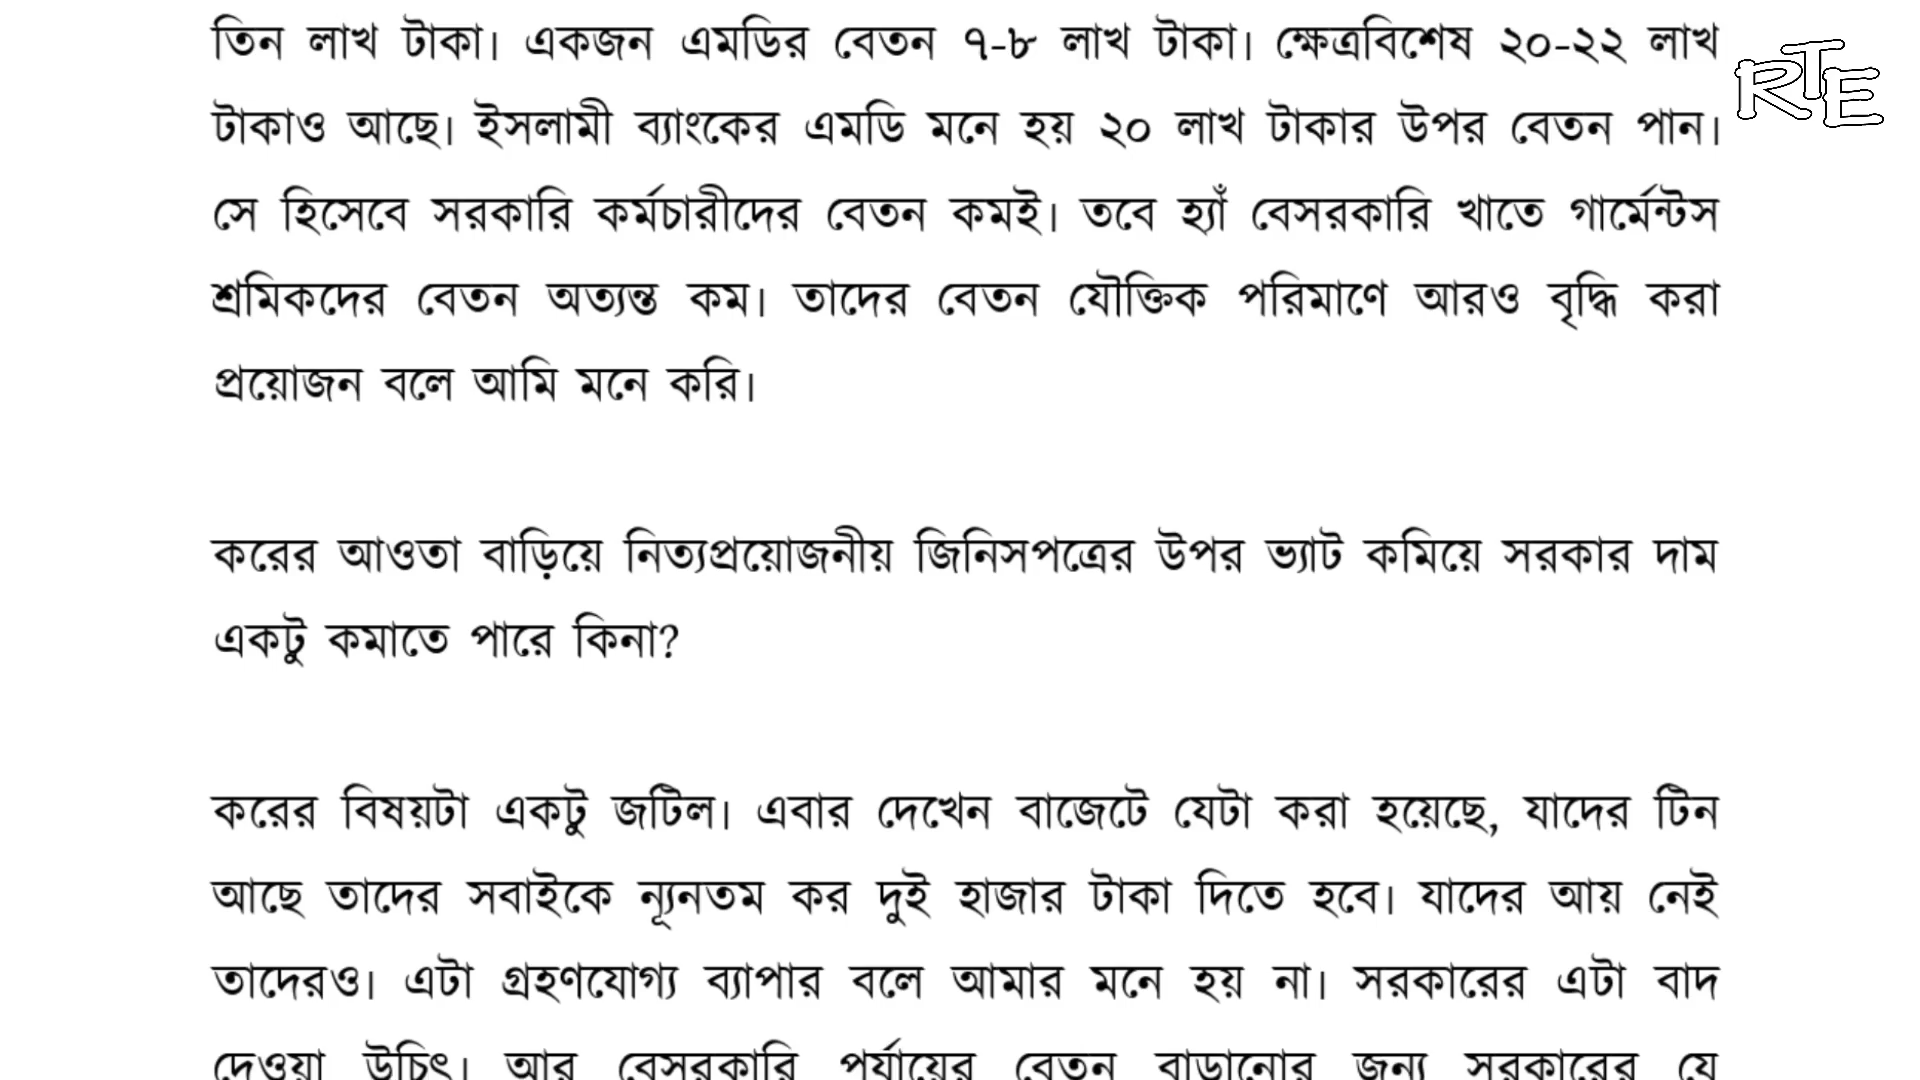 তিন লাখ টাকা। একজন এমডির বেতন ৭-৮ লাখ টাকা। ক্ষেত্রবিশেষ ২০-২২ লাখ
টাকাও আছে। ইসলামী ব্যাংকের এমডি মনে হয় ২০ লাখ টাকার উপর বেতন পান।
সে হিসেবে সরকারি কর্মচারীদের বেতন কমই। তবে হ্যাঁ বেসরকারি খাতে গার্মেন্টস
শ্রমিকদের বেতন অত্যন্ত কম। তাদের বেতন যৌক্তিক পরিমাণে আরও বৃদ্ধি করা
প্রয়োজন বলে আমি মনে করি।
করের আওতা বাড়িয়ে নিত্যপ্রয়োজনীয় জিনিসপত্রের উপর ভ্যাট কমিয়ে সরকার দাম
একটু কমাতে পারে কিনা?
করের বিষয়টা একটু জটিল। এবার দেখেন বাজেটে যেটা করা হয়েছে, যাদের টিন
আছে তাদের সবাইকে ন্যূনতম কর দুই হাজার টাকা দিতে হবে। যাদের আয় নেই
তাদেরও। এটা গ্রহণযোগ্য ব্যাপার বলে আমার মনে হয় না। সরকারের এটা বাদ
দেওয়া উচিৎ। আর বেসরকারি পর্যায়ের বেতন বাড়ানোর জন্য সরকারের যে
RTE